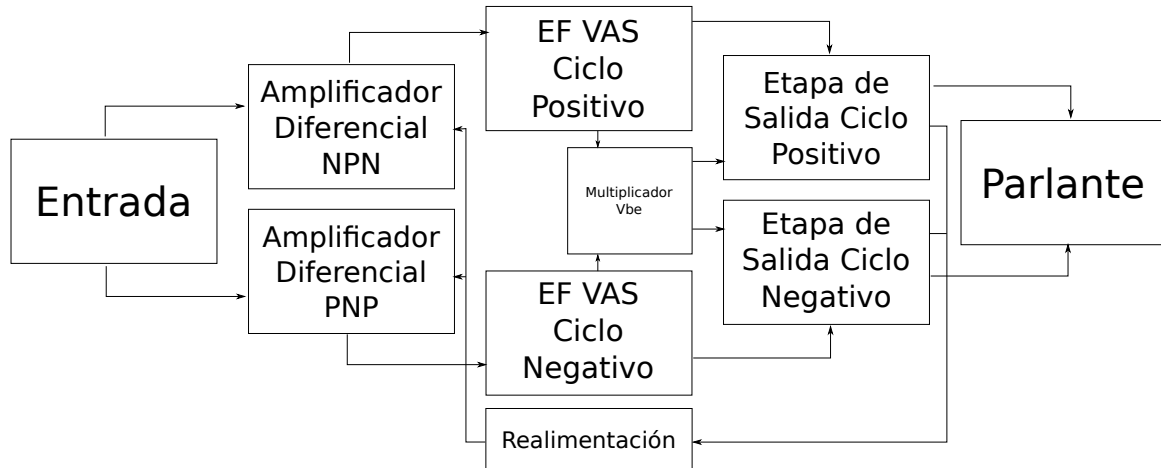 Entrada
Amplificador
Diferencial
NPN
Amplificador
Diferencial
PNP
EF VAS
Ciclo
Positivo
Multiplicador
Vbe
EF VAS
Ciclo
Negativo
Realimentación
Etapa de
Salida Ciclo
Positivo
Etapa de
Salida Ciclo
Negativo
Parlante